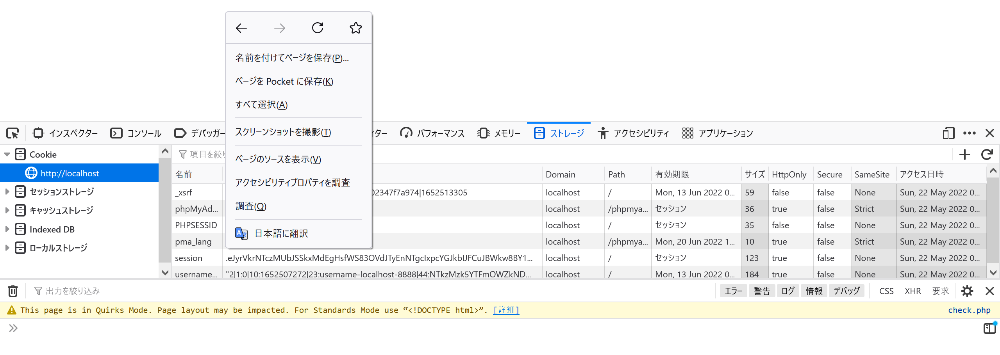 名前を付けてページを保存(P)...
ページを Pocket に保存(K)
すべて選択(A)
スクリーンショットを撮影(T)
ページのソースを表示(V)
アクセシビリティプロパティを調査
調査(Q)
日本語に翻訳
インスペクター コンソール デバッガー ター パフォーマンス メモリー ストレージ アクセシビリティ アプリケーション
Cookie
http://localhost
セッションストレージ
キャッシュストレージ
Indexed DB
ローカルストレージ
項目を絞り
名前 Domain Path 有効期限 サイズ HttpOnly Secure SameSite アクセス日時
_xsrf 02347f7a974|1652513305 localhost / Mon, 13 Jun 2022 0... 59 false false None Sun, 22 May 2022 0...
phpMyAd... localhost /phpmya... セッション 36 true false Strict Sun, 22 May 2022 0...
PHPSESSID localhost / セッション 35 false false None Sun, 22 May 2022 0...
pma_lang localhost /phpmya... Mon, 20 Jun 2022 1... 10 true false Strict Sun, 22 May 2022 0...
session .eJyrVkrNTczMUbJSSkxMdEgHsfWS83OVdJTyEnNTgcIxpcYGJkbIJFCuJBWkw8BY1... localhost / セッション 123 true false None Sun, 22 May 2022 0...
username... "2|1:0|10:1652507272|23:username-localhost-8888|44:NTkzMzk5YTFmOWZkND... localhost / Mon, 13 Jun 2022 0... 184 true false None Sun, 22 May 2022 0...
出力を絞り込み エラー 警告 ログ 情報 デバッグ CSS XHR 要求
This page is in Quirks Mode. Page layout may be impacted. For Standards Mode use “<!DOCTYPE html>”. [詳細] check.php